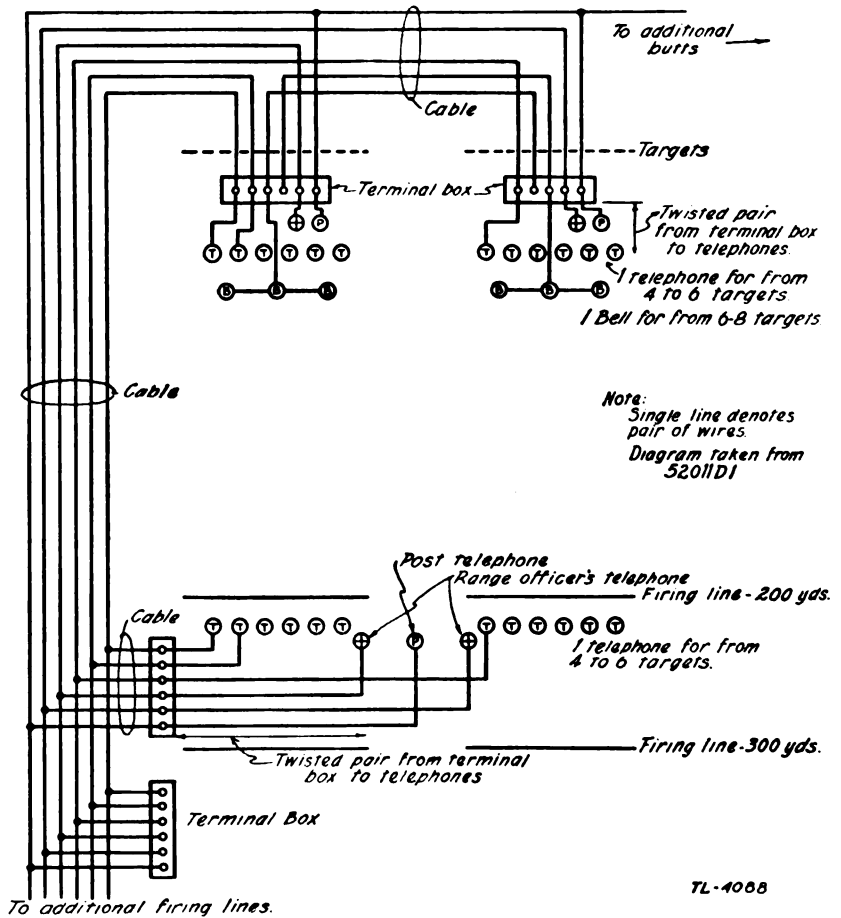 To additional
butts
Cable
Targets
Terminal box
P
P
Twisted pair
from terminal box
to telephones.
T T T T T T
T T T T T T
1 telephone for from
4 to 6 targets.
B B B
B B B
1 Bell for from 6-8 targets.
Cable
Note:
Single line denotes
pair of wires.
Diagram taken from
52011D1
Post telephone
Range officer's telephone
Firing line - 200 yds.
Cable
T T T T T T
P
T T T T T T
1 telephone for from
4 to 6 targets.
Firing line-300 yds.
Twisted pair from terminal
box to telephones
Terminal Box
TL-4088
To additional firing lines.